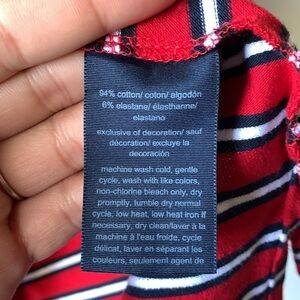 94% cotton/ coton/ algodón
6% elastane/ élasthanne/
elastano
exclusive of decoration/ sauf
décoration/ excluye la
decoración
machine wash cold, gentle
cycle, wash with like colors,
non-chlorine bleach only, dry
promptly, tumble dry normal
cycle, low heat, low heat iron if
necessary, dry clean/laver à la
machine à l'eau froide, cycle
délicat, laver en séparant les
couleurs, seulement agent de